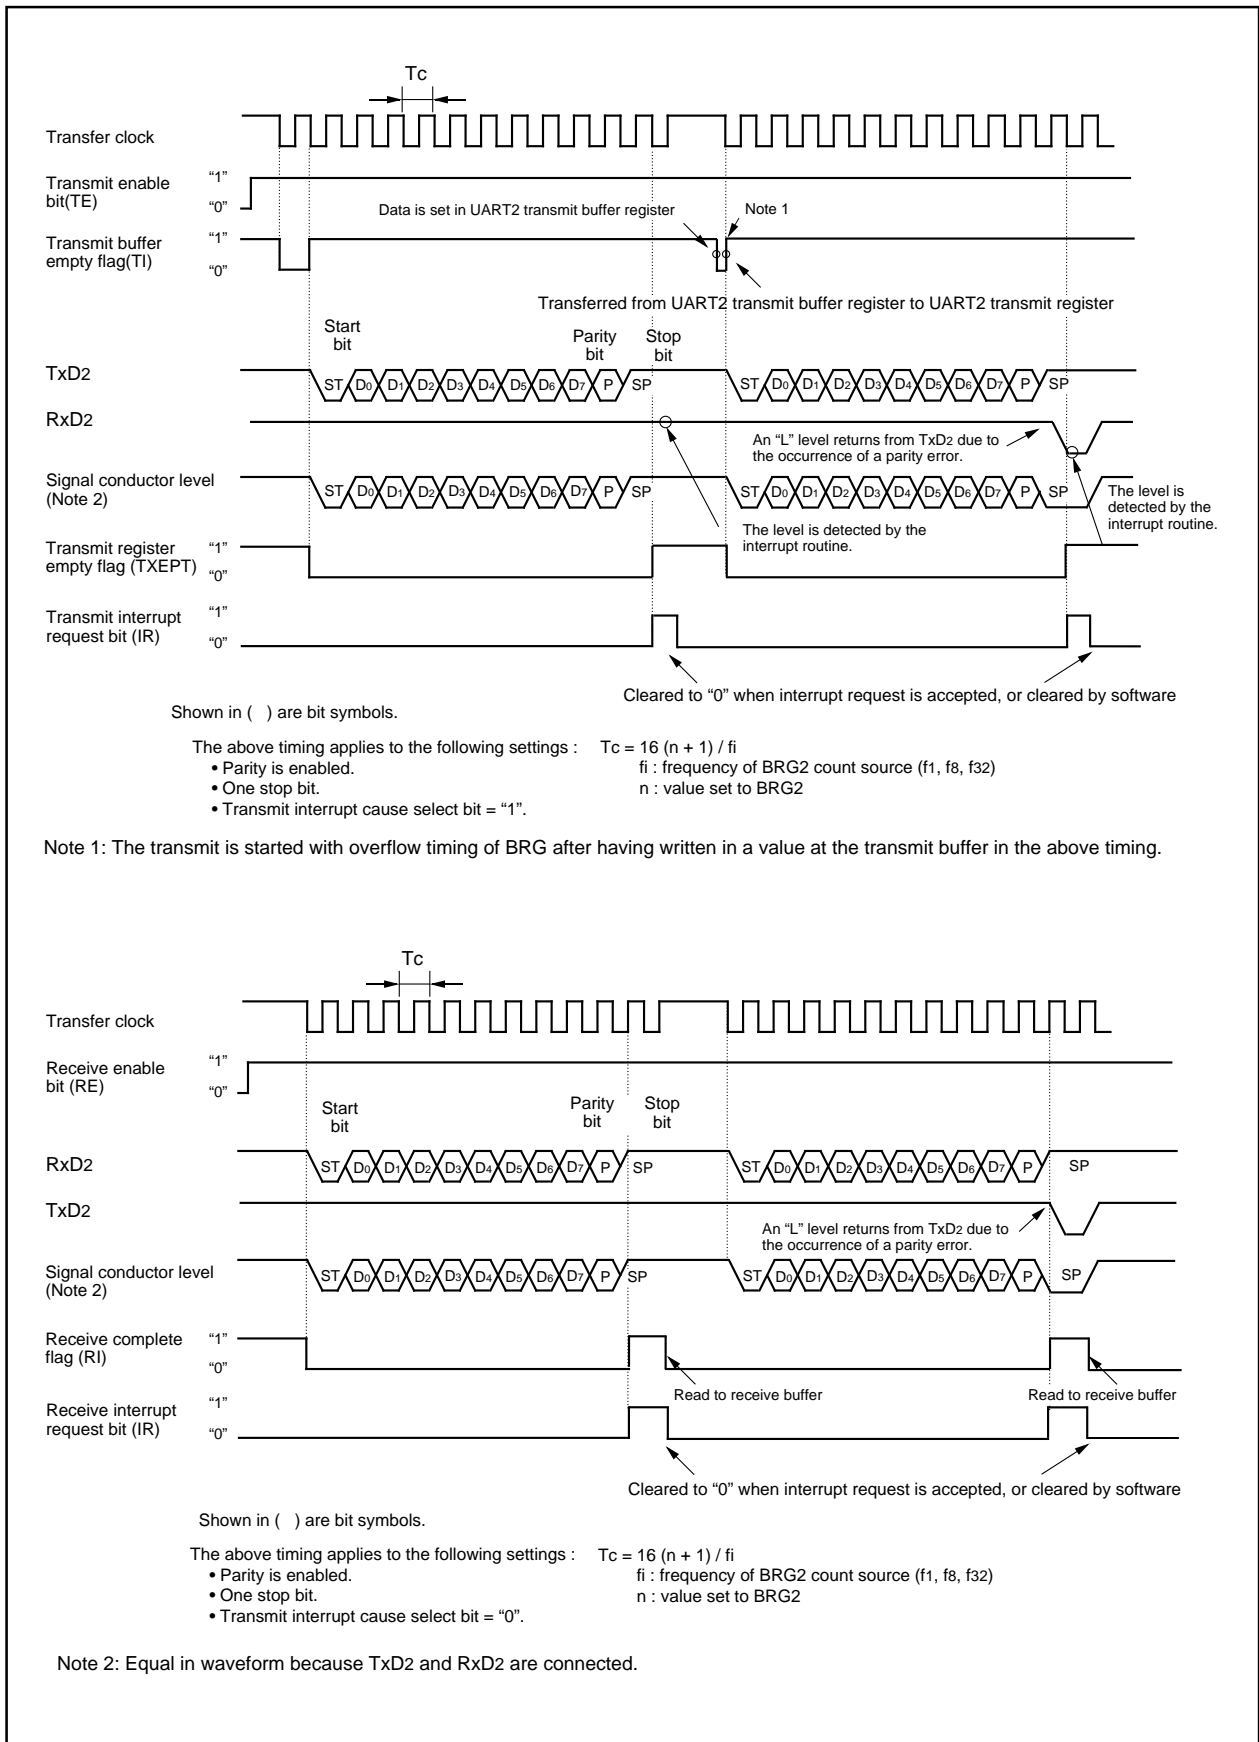 Tc
Transfer clock
Transmit enable
bit(TE)
“1”
“0”
Data is set in UART2 transmit buffer register
Note 1
Transmit buffer
empty flag(TI)
“1”
“0”
Transferred from UART2 transmit buffer register to UART2 transmit register
Start
bit
Parity
bit
Stop
bit
TxD2
ST D0 D1 D2 D3 D4 D5 D6 D7 P SP
ST D0 D1 D2 D3 D4 D5 D6 D7 P SP
RxD2
An “L” level returns from TxD2 due to
the occurrence of a parity error.
Signal conductor level
(Note 2)
ST D0 D1 D2 D3 D4 D5 D6 D7 P SP
ST D0 D1 D2 D3 D4 D5 D6 D7 P SP
The level is
detected by the
interrupt routine.
The level is detected by the
interrupt routine.
Transmit register
empty flag (TXEPT)
“1”
“0”
Transmit interrupt
request bit (IR)
“1”
“0”
Cleared to “0” when interrupt request is accepted, or cleared by software
Shown in ( ) are bit symbols.
The above timing applies to the following settings :
• Parity is enabled.
• One stop bit.
• Transmit interrupt cause select bit = “1”.
Tc = 16 (n + 1) / fi
fi : frequency of BRG2 count source (f1, f8, f32)
n : value set to BRG2
Note 1: The transmit is started with overflow timing of BRG after having written in a value at the transmit buffer in the above timing.
Tc
Transfer clock
Receive enable
bit (RE)
“1”
“0”
Start
bit
Parity
bit
Stop
bit
RxD2
ST D0 D1 D2 D3 D4 D5 D6 D7 P SP
ST D0 D1 D2 D3 D4 D5 D6 D7 P SP
TxD2
An “L” level returns from TxD2 due to
the occurrence of a parity error.
Signal conductor level
(Note 2)
ST D0 D1 D2 D3 D4 D5 D6 D7 P SP
ST D0 D1 D2 D3 D4 D5 D6 D7 P SP
Receive complete
flag (RI)
“1”
“0”
Read to receive buffer
Read to receive buffer
Receive interrupt
request bit (IR)
“1”
“0”
Cleared to “0” when interrupt request is accepted, or cleared by software
Shown in ( ) are bit symbols.
The above timing applies to the following settings :
• Parity is enabled.
• One stop bit.
• Transmit interrupt cause select bit = “0”.
Tc = 16 (n + 1) / fi
fi : frequency of BRG2 count source (f1, f8, f32)
n : value set to BRG2
Note 2: Equal in waveform because TxD2 and RxD2 are connected.